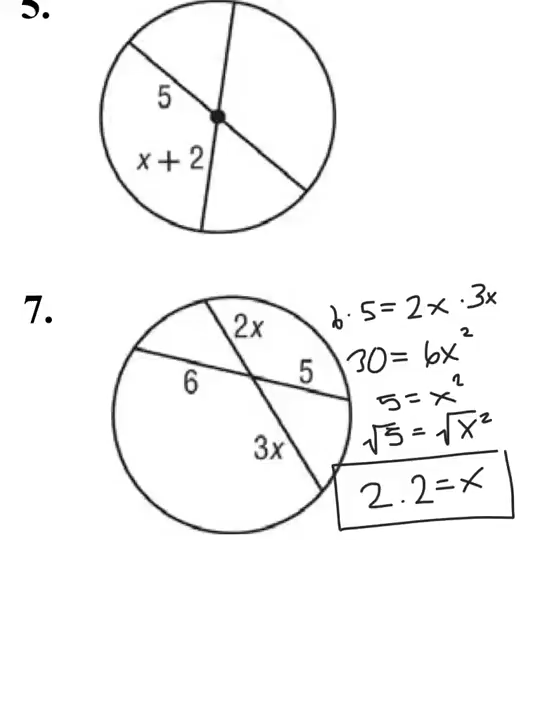 5.
5
x + 2
7.
2x
6
5
3x
6·5=2x·3x
30=6x²
5=x²
√5=√x²
2.2=x